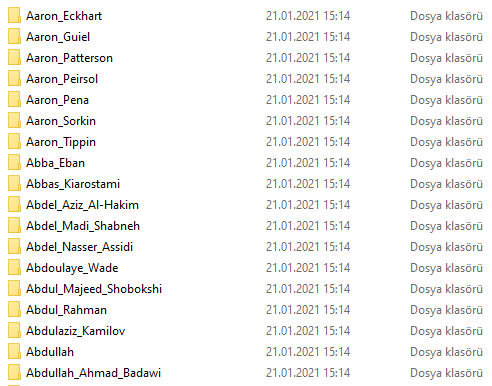 Aaron_Eckhart 21.01.2021 15:14 Dosya klasörü
Aaron_Guiel 21.01.2021 15:14 Dosya klasörü
Aaron_Patterson 21.01.2021 15:14 Dosya klasörü
Aaron_Peirsol 21.01.2021 15:14 Dosya klasörü
Aaron_Pena 21.01.2021 15:14 Dosya klasörü
Aaron_Sorkin 21.01.2021 15:14 Dosya klasörü
Aaron_Tippin 21.01.2021 15:14 Dosya klasörü
Abba_Eban 21.01.2021 15:14 Dosya klasörü
Abbas_Kiarostami 21.01.2021 15:14 Dosya klasörü
Abdel_Aziz_Al-Hakim 21.01.2021 15:14 Dosya klasörü
Abdel_Madi_Shabneh 21.01.2021 15:14 Dosya klasörü
Abdel_Nasser_Assidi 21.01.2021 15:14 Dosya klasörü
Abdoulaye_Wade 21.01.2021 15:14 Dosya klasörü
Abdul_Majeed_Shobokshi 21.01.2021 15:14 Dosya klasörü
Abdul_Rahman 21.01.2021 15:14 Dosya klasörü
Abdulaziz_Kamilov 21.01.2021 15:14 Dosya klasörü
Abdullah 21.01.2021 15:14 Dosya klasörü
Abdullah_Ahmad_Badawi 21.01.2021 15:14 Dosya klasörü